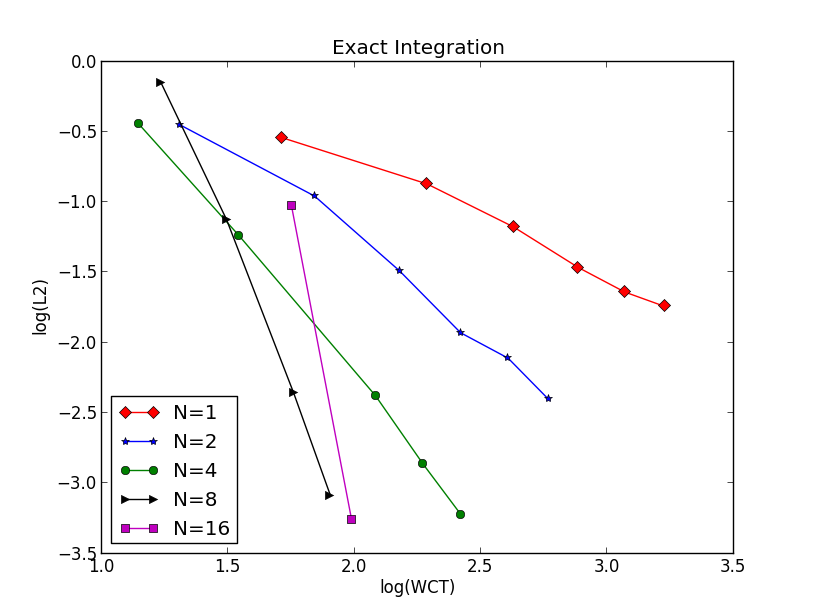 Exact Integration
0.0
−0.5
−1.0
−1.5
−2.0
−2.5
−3.0
−3.5
log(L2)
N=1
N=2
N=4
N=8
N=16
1.0 1.5 2.0 2.5 3.0 3.5
log(WCT)